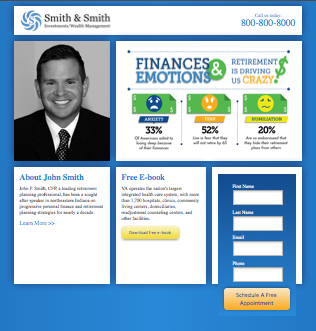 Smith & Smith
Investments/Wealth Management
Call us today:
800-800-8000
FINANCES
& EMOTIONS
RETIREMENT
IS DRIVING
US CRAZY!
ANXIETY
FEAR
HUMILIATION
33%
52%
20%
Of Americans admit to
losing sleep because
of their finances
Live in fear that they
will not retire by 65
Are so embarrassed that
they hide their retirement
plans from others
About John Smith
John P. Smith, CFP, a leading retirement
planning professional, has been a sought
after speaker in northeastern Indiana on
progressive personal finance and retirement
planning strategies for nearly a decade.
Learn More >>
Free E-book
VA operates the nation's largest
integrated health care system, with more
than 1,700 hospitals, clinics, community
living centers, domiciliaries,
readjustment counseling centers, and
other facilities.
Download free e-book
First Name
Last Name
Email
Phone
Schedule A Free
Appointment